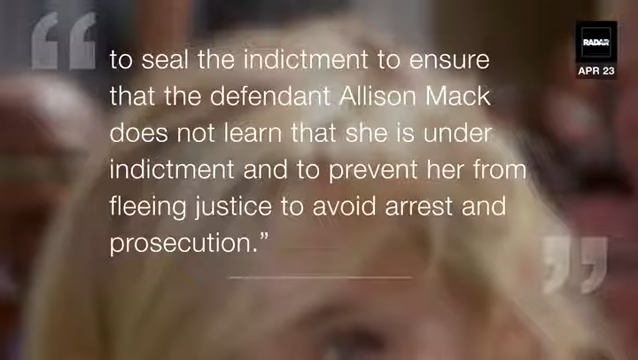 RADAR
APR 23
“
to seal the indictment to ensure
that the defendant Allison Mack
does not learn that she is under
indictment and to prevent her from
fleeing justice to avoid arrest and
prosecution.”
”